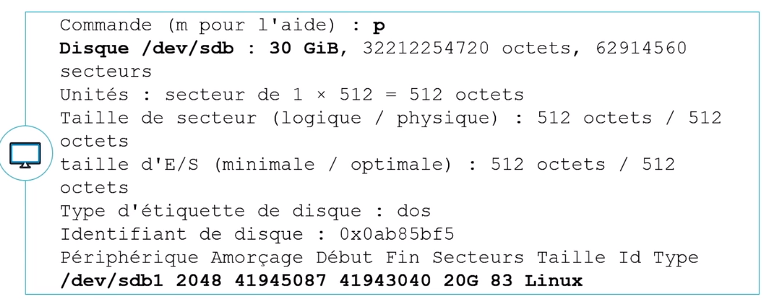 Commande (m pour l'aide) : p
Disque /dev/sdb : 30 GiB, 32212254720 octets, 62914560
secteurs
Unités : secteur de 1 × 512 = 512 octets
Taille de secteur (logique / physique) : 512 octets / 512
octets
taille d'E/S (minimale / optimale) : 512 octets / 512
octets
Type d'étiquette de disque : dos
Identifiant de disque : 0x0ab85bf5
Périphérique Amorçage Début Fin Secteurs Taille Id Type
/dev/sdb1 2048 41945087 41943040 20G 83 Linux